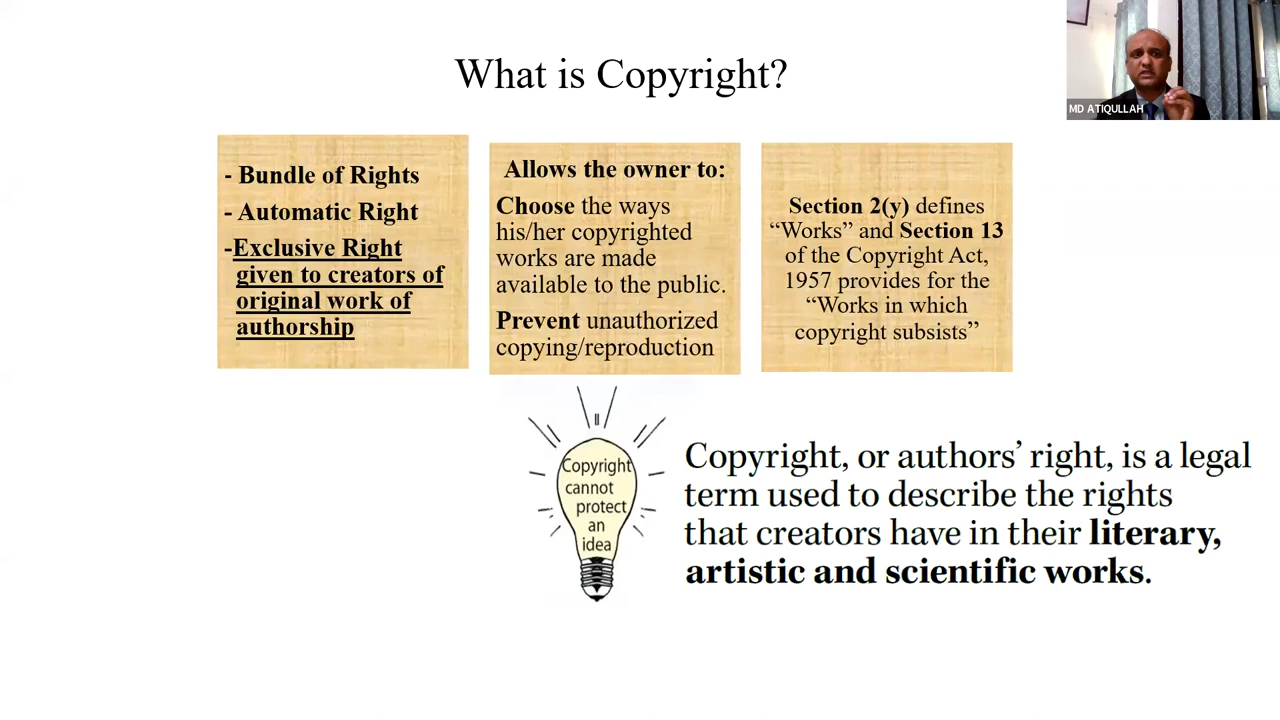 What is Copyright?
MD ATIQULLAH
- Bundle of Rights
- Automatic Right
-Exclusive Right
given to creators of
original work of
authorship
Allows the owner to:
Choose the ways
his/her copyrighted
works are made
available to the public.
Prevent unauthorized
copying/reproduction
Section 2(y) defines
“Works” and Section 13
of the Copyright Act,
1957 provides for the
“Works in which
copyright subsists”
Copyright
cannot
protect
an
idea
Copyright, or authors’ right, is a legal
term used to describe the rights
that creators have in their literary,
artistic and scientific works.